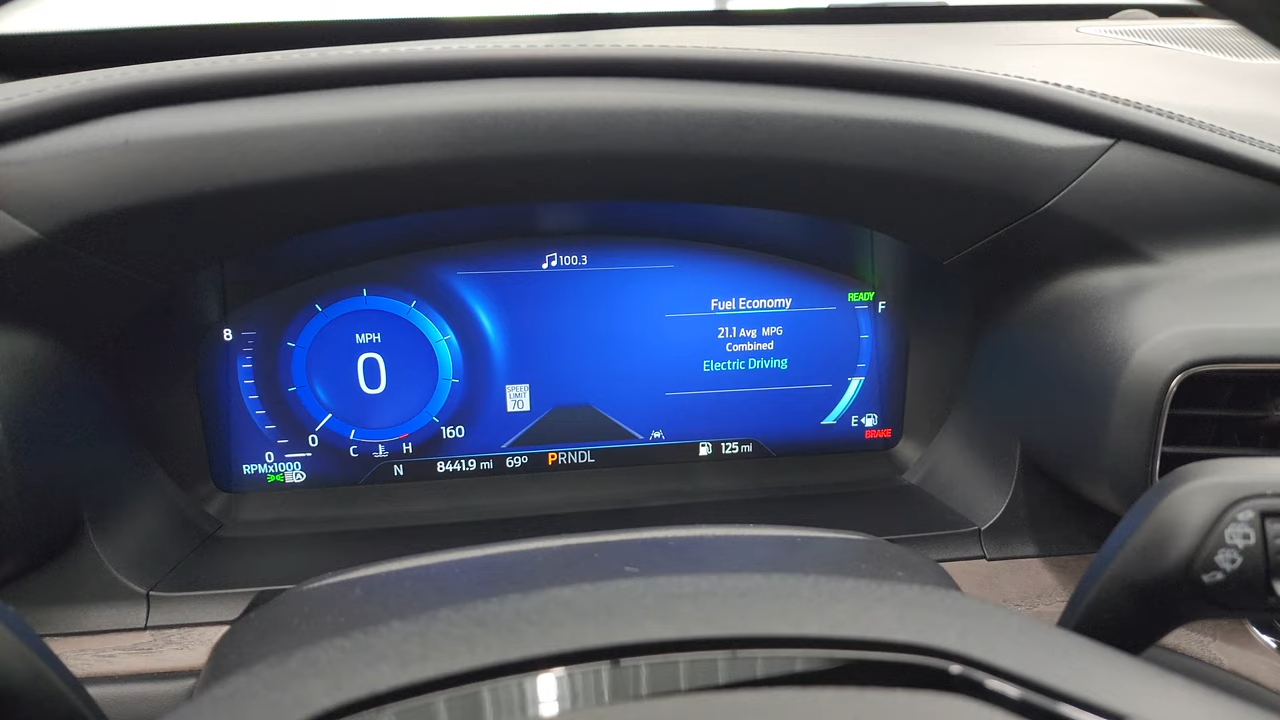 100.3
READY
Fuel Economy
F
21.1 Avg MPG
Combined
Electric Driving
8
MPH
0
SPEED
LIMIT
70
E
BRAKE
160
0
C
H
0
RPMx1000
N
8441.9 mi
69º
PRNDL
125 mi